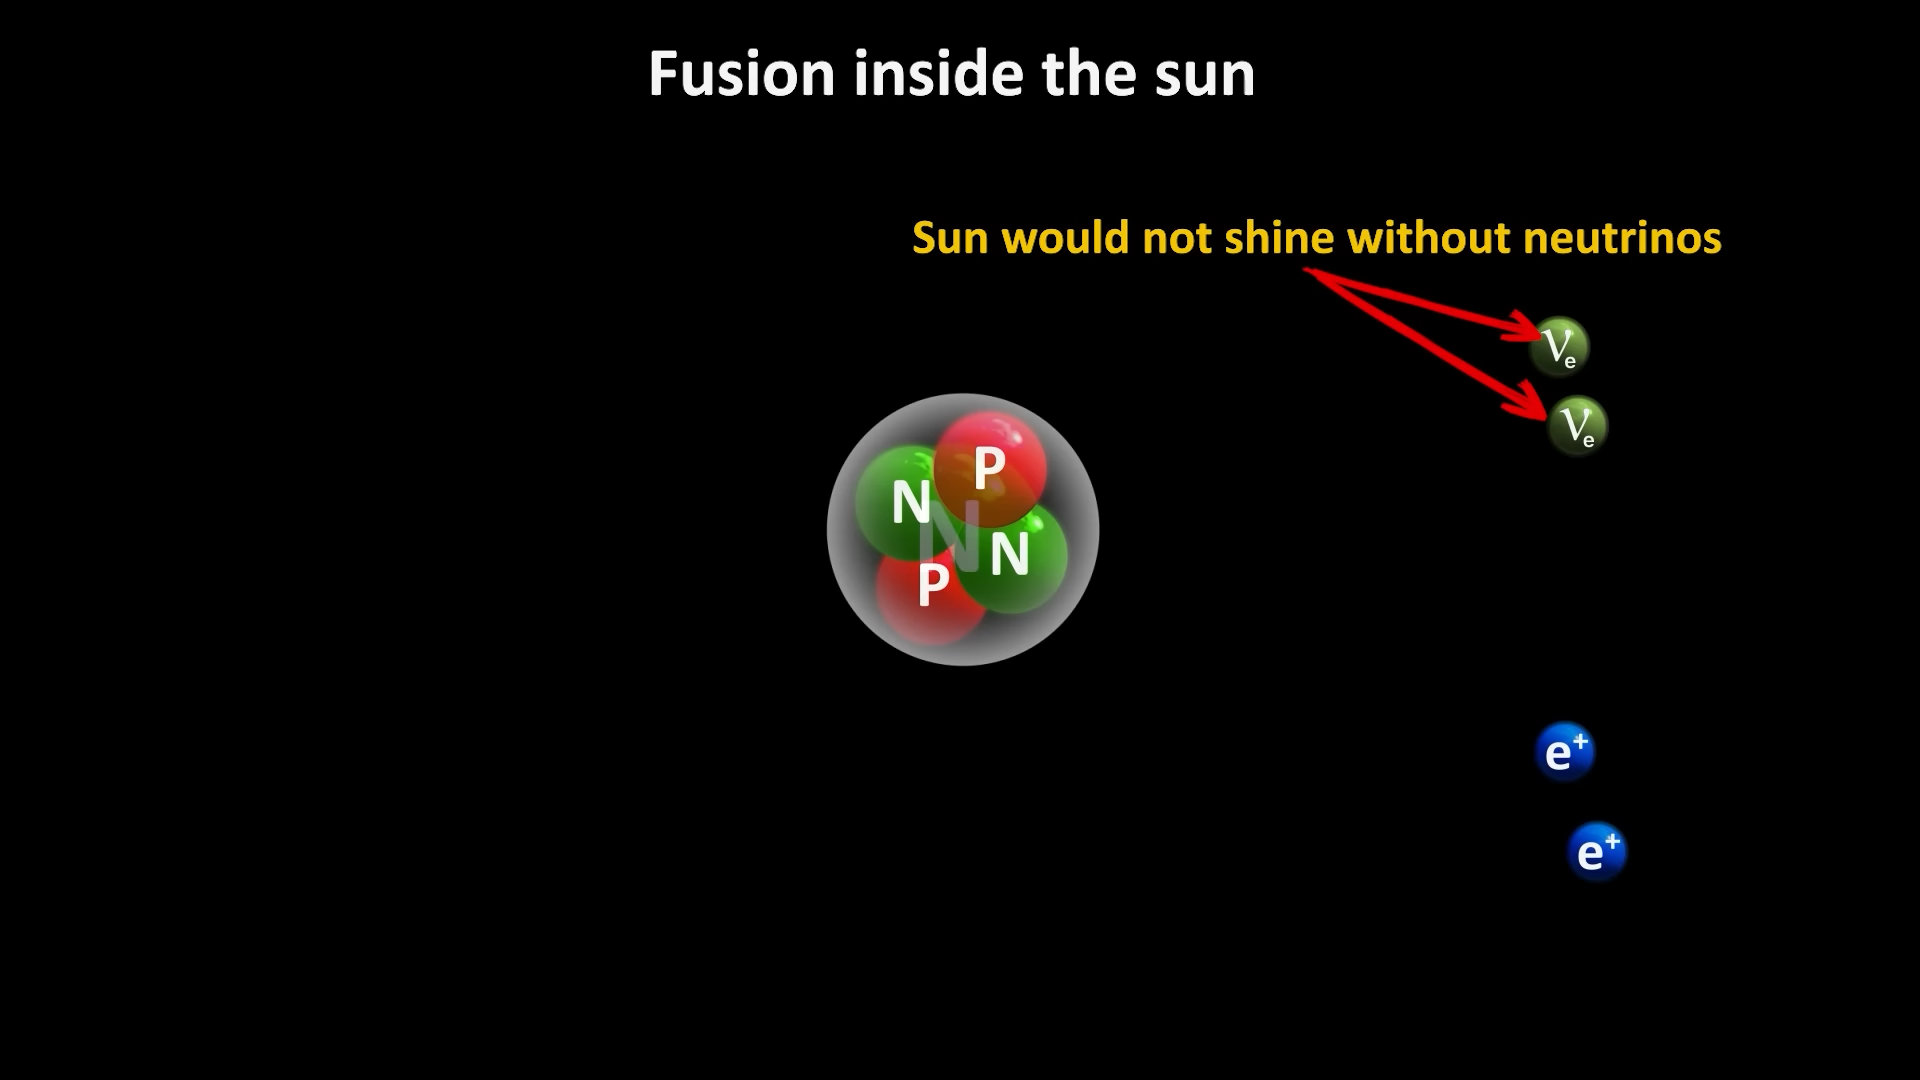 Fusion inside the sun
Sun would not shine without neutrinos
νe
νe
P
N
N
N
P
e⁺
e⁺